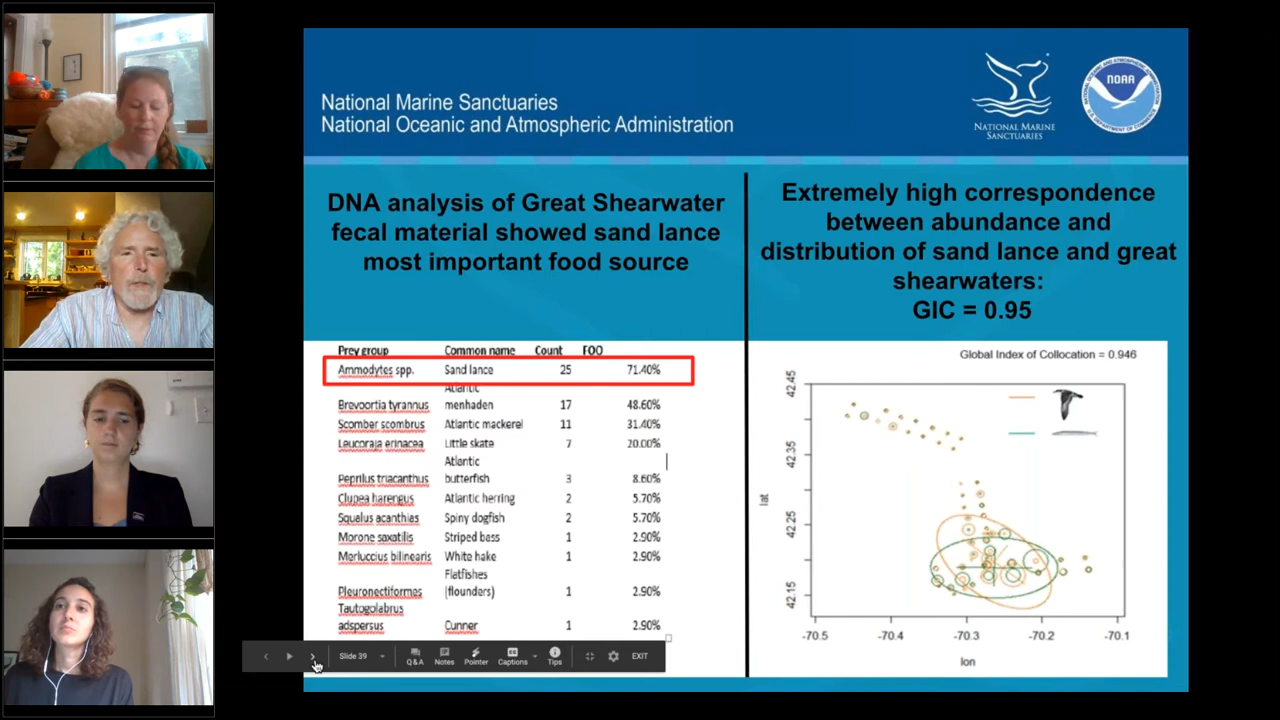 National Marine Sanctuaries
National Oceanic and Atmospheric Administration
NATIONAL MARINE
SANCTUARIES
NOAA
DNA analysis of Great Shearwater
fecal material showed sand lance
most important food source
Extremely high correspondence
between abundance and
distribution of sand lance and great
shearwaters:
GIC = 0.95
Prey group Common name Count FOO
Ammodytes spp. Sand lance 25 71.40%
Atlantic
Brevoortia tyrannus menhaden 17 48.60%
Scomber scombrus Atlantic mackerel 11 31.40%
Leucoraja erinacea Little skate 7 20.00%
Atlantic
Peprilus triacanthus butterfish 3 8.60%
Clupea harengus Atlantic herring 2 5.70%
Squalus acanthias Spiny dogfish 2 5.70%
Morone saxatilis Striped bass 1 2.90%
Merluccius bilinearis White hake 1 2.90%
Flatfishes
Pleuronectiformes (flounders) 1 2.90%
Tautogolabrus
adspersus Cunner 1 2.90%
Global Index of Collocation = 0.946
42.45
42.35
42.25
42.15
lat
-70.5 -70.4 -70.3 -70.2 -70.1
lon
Slide 39 Q&A Notes Pointer Captions Tips EXIT